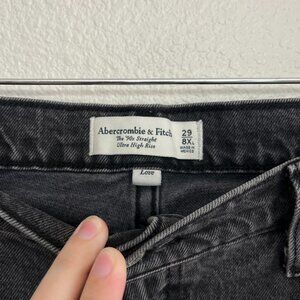 Abercrombie & Fitch
The 90s Straight
Ultra High Rise
29
8XL
MADE IN
MEXICO
Love